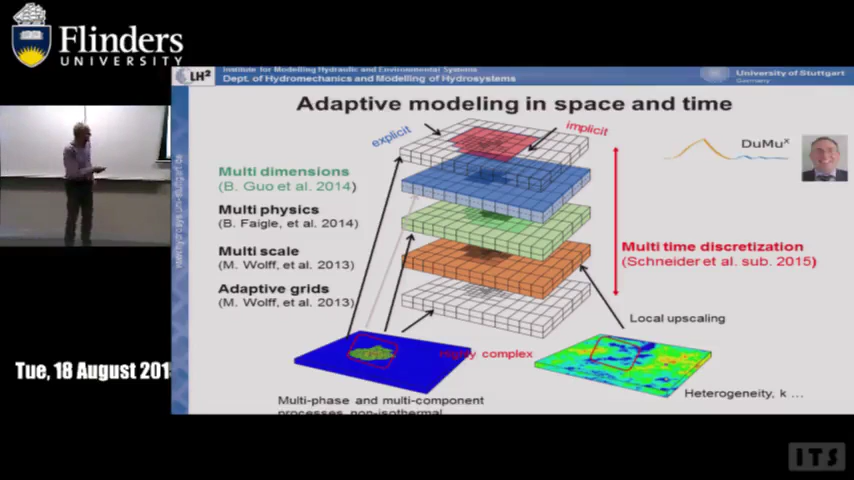 Flinders
UNIVERSITY
LH²
Institute for Modelling Hydraulic and Environmental Systems
Dept. of Hydromechanics and Modelling of Hydrosystems
University of Stuttgart
Germany
Adaptive modeling in space and time
explicit
implicit
DuMuˣ
Multi dimensions
(B. Guo et al. 2014)
Multi physics
(B. Faigle, et al. 2014)
Multi scale
(M. Wolff, et al. 2013)
Adaptive grids
(M. Wolff, et al. 2013)
Multi time discretization
(Schneider et al. sub. 2015)
Local upscaling
highly complex
Heterogeneity, k ...
Multi-phase and multi-component
processes, non-isothermal
Tue, 18 August 201
ITS